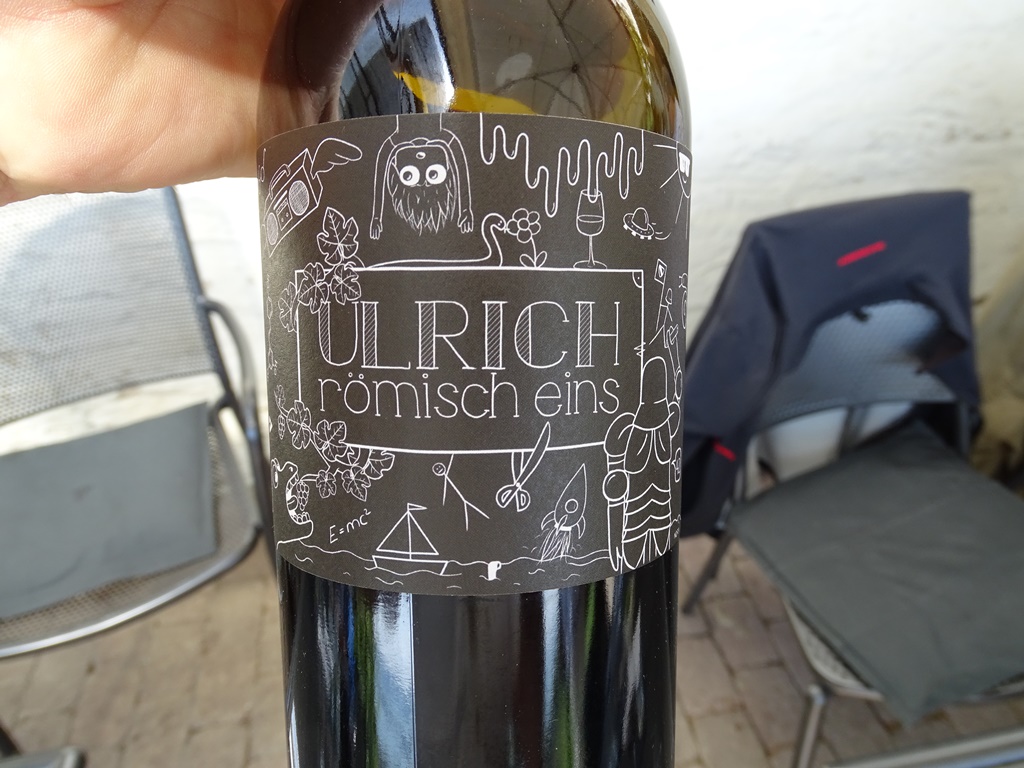 ULRICH
römisch eins
E=mc²